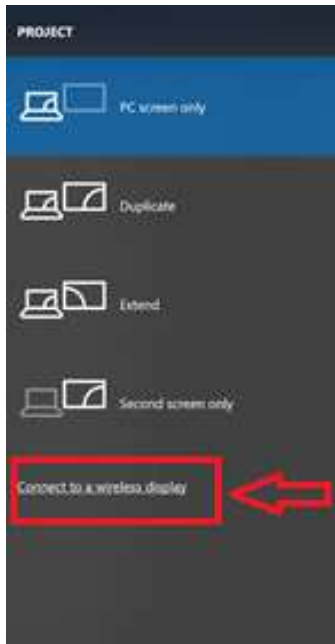 PROJECT
PC screen only
Duplicate
Extend
Second screen only
Connect to a wireless display